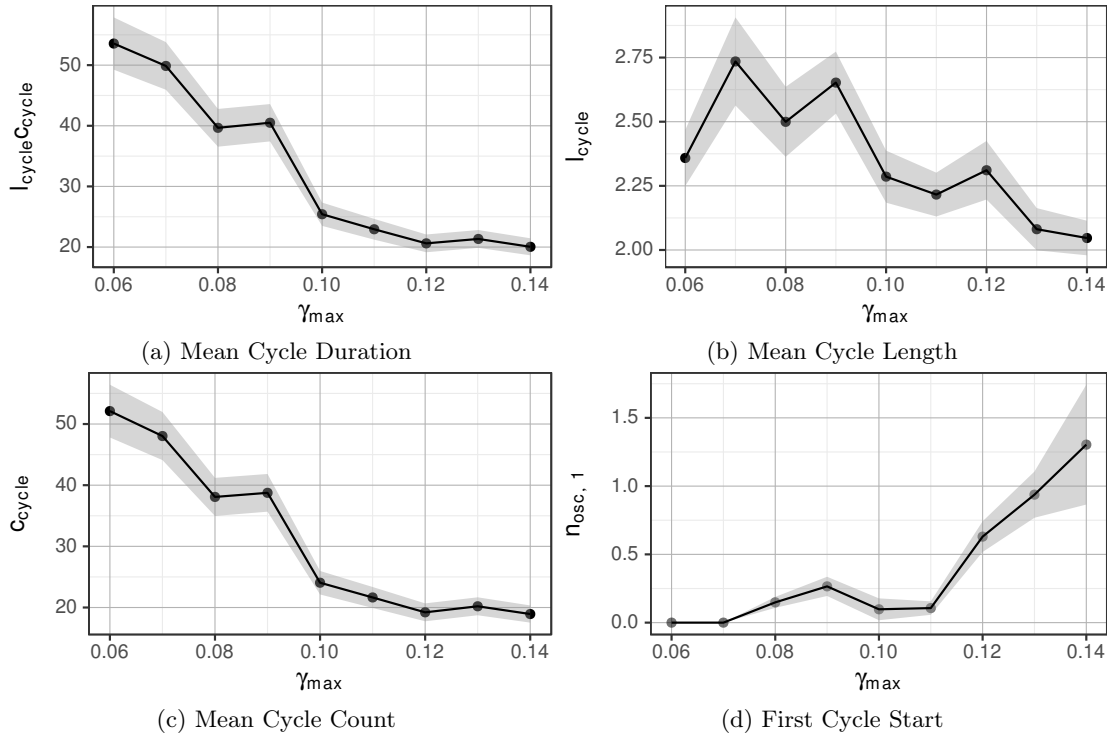 50
40
30
20
l_cycle c_cycle
0.06 0.08 0.10 0.12 0.14
γ_max
(a) Mean Cycle Duration
2.75
2.50
2.25
2.00
l_cycle
0.06 0.08 0.10 0.12 0.14
γ_max
(b) Mean Cycle Length
50
40
30
20
c_cycle
0.06 0.08 0.10 0.12 0.14
γ_max
(c) Mean Cycle Count
1.5
1.0
0.5
0.0
n_osc, 1
0.06 0.08 0.10 0.12 0.14
γ_max
(d) First Cycle Start